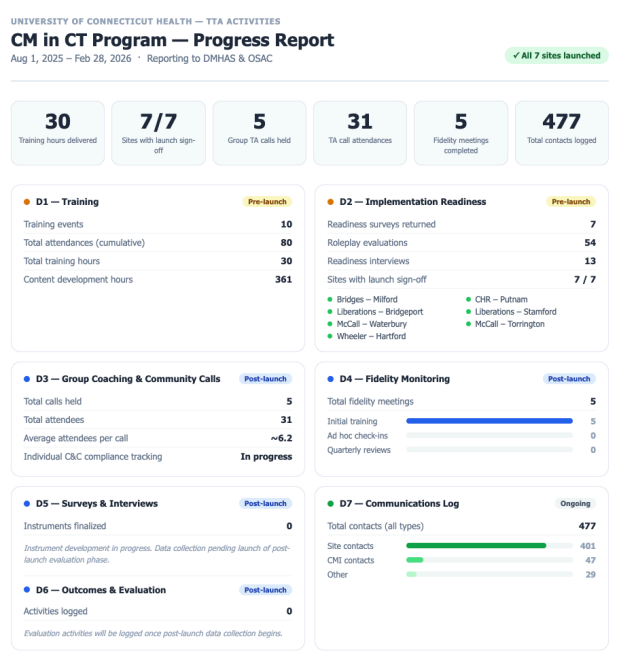 UNIVERSITY OF CONNECTICUT HEALTH — TTA ACTIVITIES
CM in CT Program — Progress Report
Aug 1, 2025 – Feb 28, 2026 · Reporting to DMHAS & OSAC
✓ All 7 sites launched
30
Training hours delivered
7/7
Sites with launch sign-
off
5
Group TA calls held
31
TA call attendances
5
Fidelity meetings
completed
477
Total contacts logged
D1 — Training
Pre-launch
Training events 10
Total attendances (cumulative) 80
Total training hours 30
Content development hours 361
D2 — Implementation Readiness
Pre-launch
Readiness surveys returned 7
Roleplay evaluations 54
Readiness interviews 13
Sites with launch sign-off 7 / 7
Bridges – Milford
CHR – Putnam
Liberations – Bridgeport
Liberations – Stamford
McCall – Waterbury
McCall – Torrington
Wheeler – Hartford
D3 — Group Coaching & Community Calls
Post-launch
Total calls held 5
Total attendees 31
Average attendees per call ~6.2
Individual C&C compliance tracking In progress
D4 — Fidelity Monitoring
Post-launch
Total fidelity meetings 5
Initial training 5
Ad hoc check-ins 0
Quarterly reviews 0
D5 — Surveys & Interviews
Post-launch
Instruments finalized 0
Instrument development in progress. Data collection pending launch of post-
launch evaluation phase.
D6 — Outcomes & Evaluation
Post-launch
Activities logged 0
Evaluation activities will be logged once post-launch data collection begins.
D7 — Communications Log
Ongoing
Total contacts (all types) 477
Site contacts 401
CMI contacts 47
Other 29